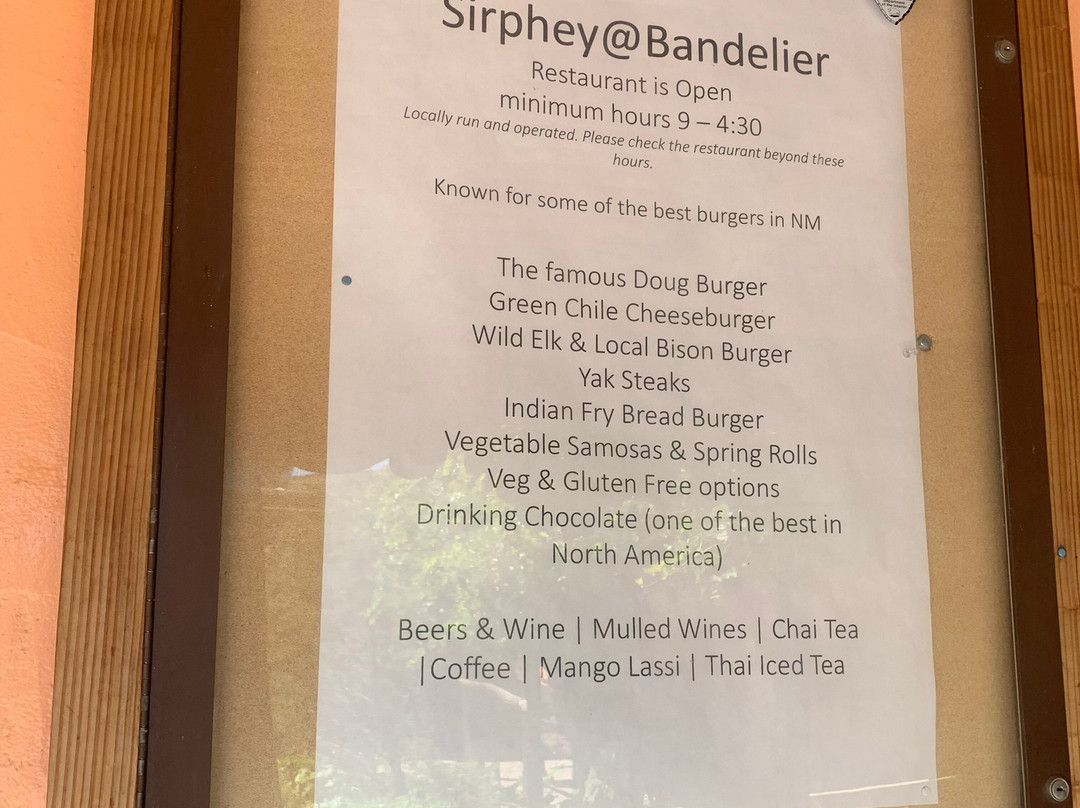 Sirphey@Bandelier
Restaurant is Open
minimum hours 9 – 4:30
Locally run and operated. Please check the restaurant beyond these
hours.
Known for some of the best burgers in NM
The famous Doug Burger
Green Chile Cheeseburger
Wild Elk & Local Bison Burger
Yak Steaks
Indian Fry Bread Burger
Vegetable Samosas & Spring Rolls
Veg & Gluten Free options
Drinking Chocolate (one of the best in
North America)
Beers & Wine | Mulled Wines | Chai Tea
|Coffee | Mango Lassi | Thai Iced Tea